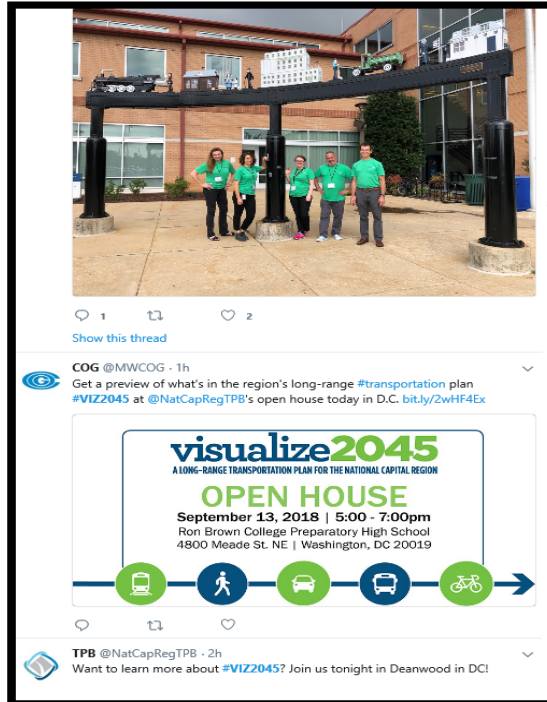 1 2
Show this thread
COG @MWCOG · 1h
Get a preview of what's in the region's long-range #transportation plan
#VIZ2045 at @NatCapRegTPB's open house today in D.C. bit.ly/2wHF4Ex
visualize2045
A LONG-RANGE TRANSPORTATION PLAN FOR THE NATIONAL CAPITAL REGION
OPEN HOUSE
September 13, 2018 | 5:00 - 7:00pm
Ron Brown College Preparatory High School
4800 Meade St. NE | Washington, DC 20019
TPB @NatCapRegTPB · 2h
Want to learn more about #VIZ2045? Join us tonight in Deanwood in DC!